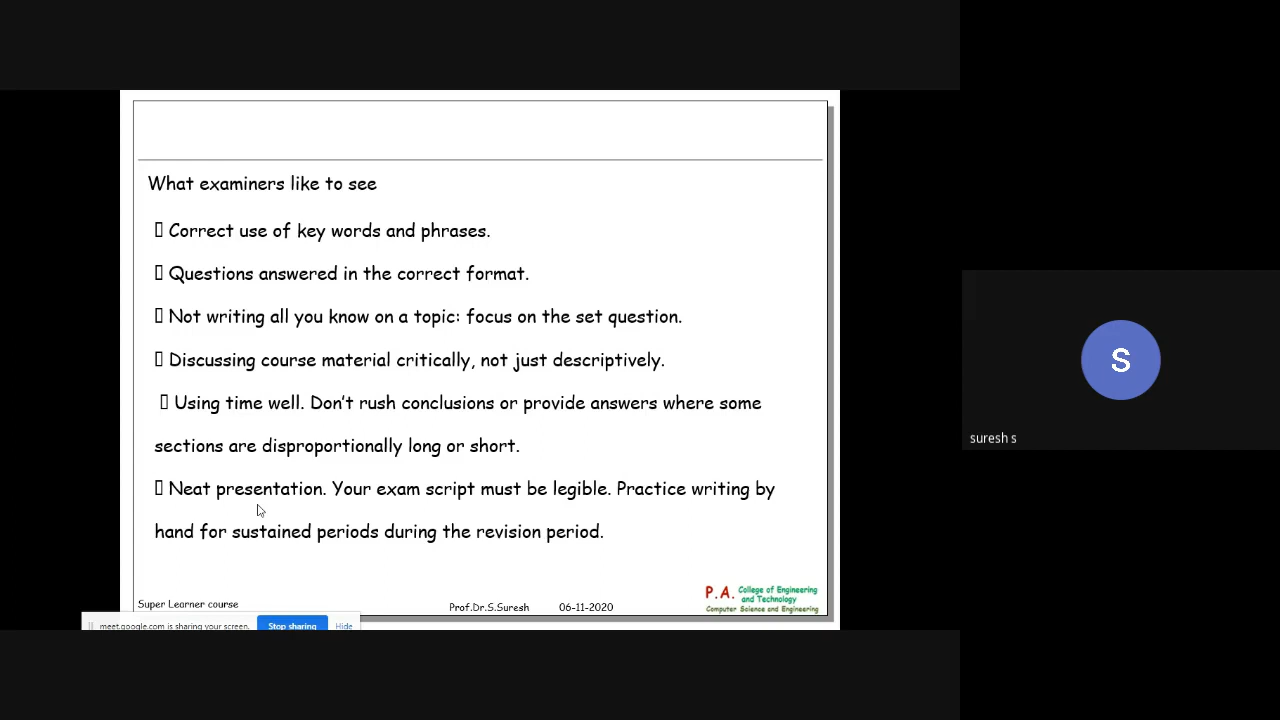 What examiners like to see
Correct use of key words and phrases.
Questions answered in the correct format.
Not writing all you know on a topic: focus on the set question.
Discussing course material critically, not just descriptively.
Using time well. Don't rush conclusions or provide answers where some
sections are disproportionally long or short.
Neat presentation. Your exam script must be legible. Practice writing by
hand for sustained periods during the revision period.
Super Learner course
Prof.Dr.S.Suresh 06-11-2020
P.A. College of Engineering
and Technology
Computer Science and Engineering
meet.google.com is sharing your screen. Stop sharing Hide
S
suresh s